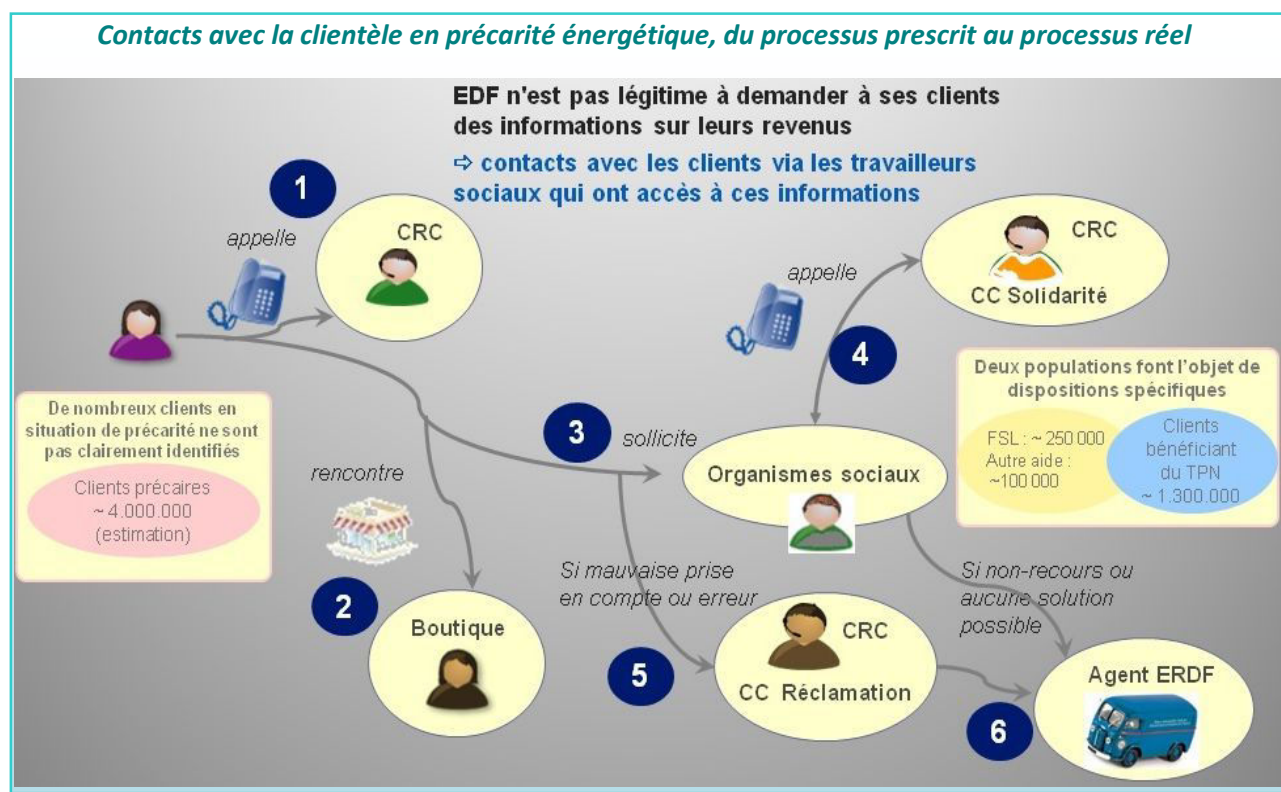 Contacts avec la clientèle en précarité énergétique, du processus prescrit au processus réel
EDF n'est pas légitime à demander à ses clients
des informations sur leurs revenus
⇨ contacts avec les clients via les travailleurs
sociaux qui ont accès à ces informations
1
appelle
CRC
CRC
CC Solidarité
appelle
4
De nombreux clients en
situation de précarité ne sont
pas clairement identifiés
Clients précaires
~ 4.000.000
(estimation)
Deux populations font l'objet de
dispositions spécifiques
FSL : ~ 250 000
Autre aide :
~100 000
Clients
bénéficiant
du TPN
~ 1.300.000
3
sollicite
Organismes sociaux
rencontre
2
Boutique
Si mauvaise prise
en compte ou erreur
5
CRC
CC Réclamation
Si non-recours ou
aucune solution
possible
6
Agent ERDF